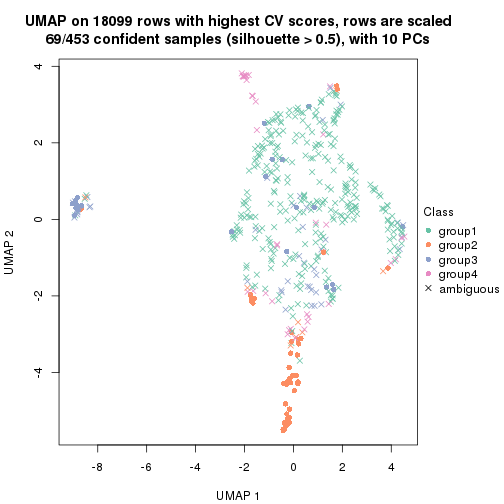 UMAP on 18099 rows with highest CV scores, rows are scaled
69/453 confident samples (silhouette > 0.5), with 10 PCs
4
2
0
-2
-4
UMAP 2
-8
-6
-4
-2
0
2
4
UMAP 1
Class
group1
group2
group3
group4
ambiguous